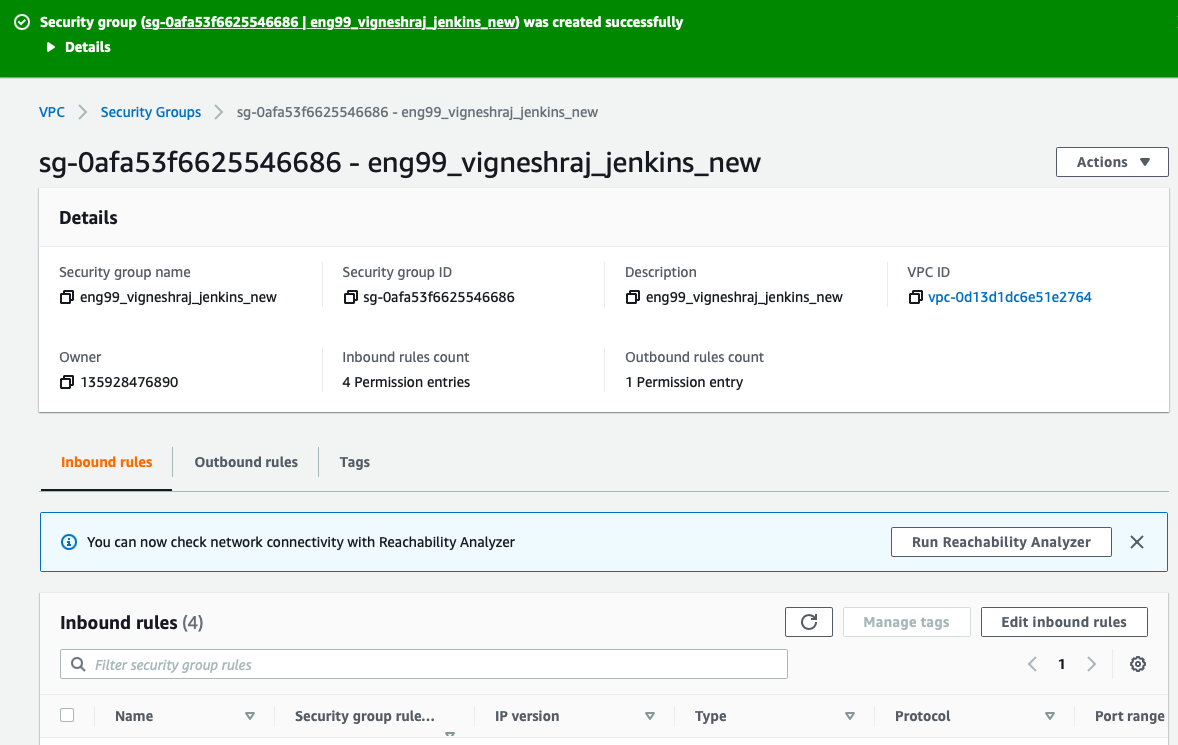 Security group (sg-0afa53f6625546686 | eng99_vigneshraj_jenkins_new) was created successfully
Details
VPC Security Groups sg-0afa53f6625546686 - eng99_vigneshraj_jenkins_new
sg-0afa53f6625546686 - eng99_vigneshraj_jenkins_new Actions
Details
Security group name Security group ID Description VPC ID
eng99_vigneshraj_jenkins_new sg-0afa53f6625546686 eng99_vigneshraj_jenkins_new vpc-0d13d1dc6e51e2764
Owner Inbound rules count Outbound rules count
135928476890 4 Permission entries 1 Permission entry
Inbound rules Outbound rules Tags
You can now check network connectivity with Reachability Analyzer Run Reachability Analyzer
Inbound rules (4) Manage tags Edit inbound rules
Filter security group rules 1
Name Security group rule... IP version Type Protocol Port range